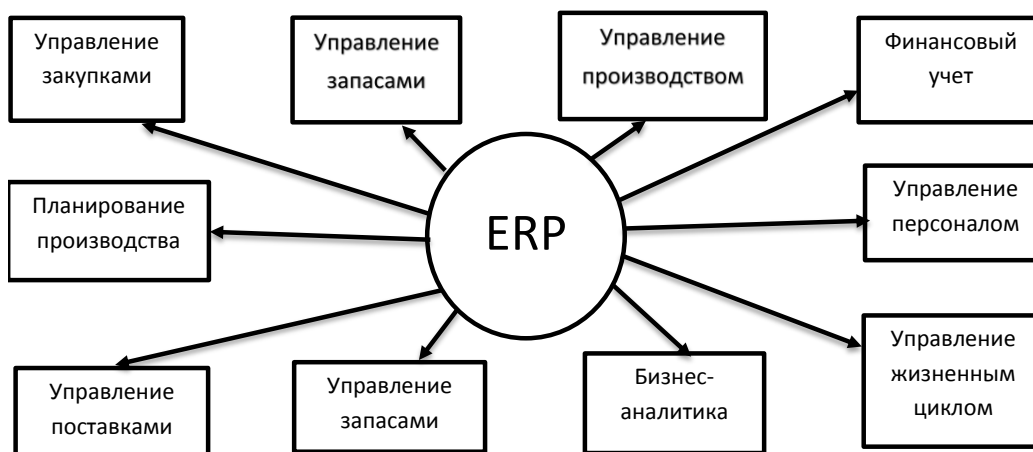 Управление
закупками
Управление
запасами
Управление
производством
Финансовый
учет
Планирование
производства
ERP
Управление
персоналом
Управление
поставками
Управление
запасами
Бизнес-
аналитика
Управление
жизненным
циклом